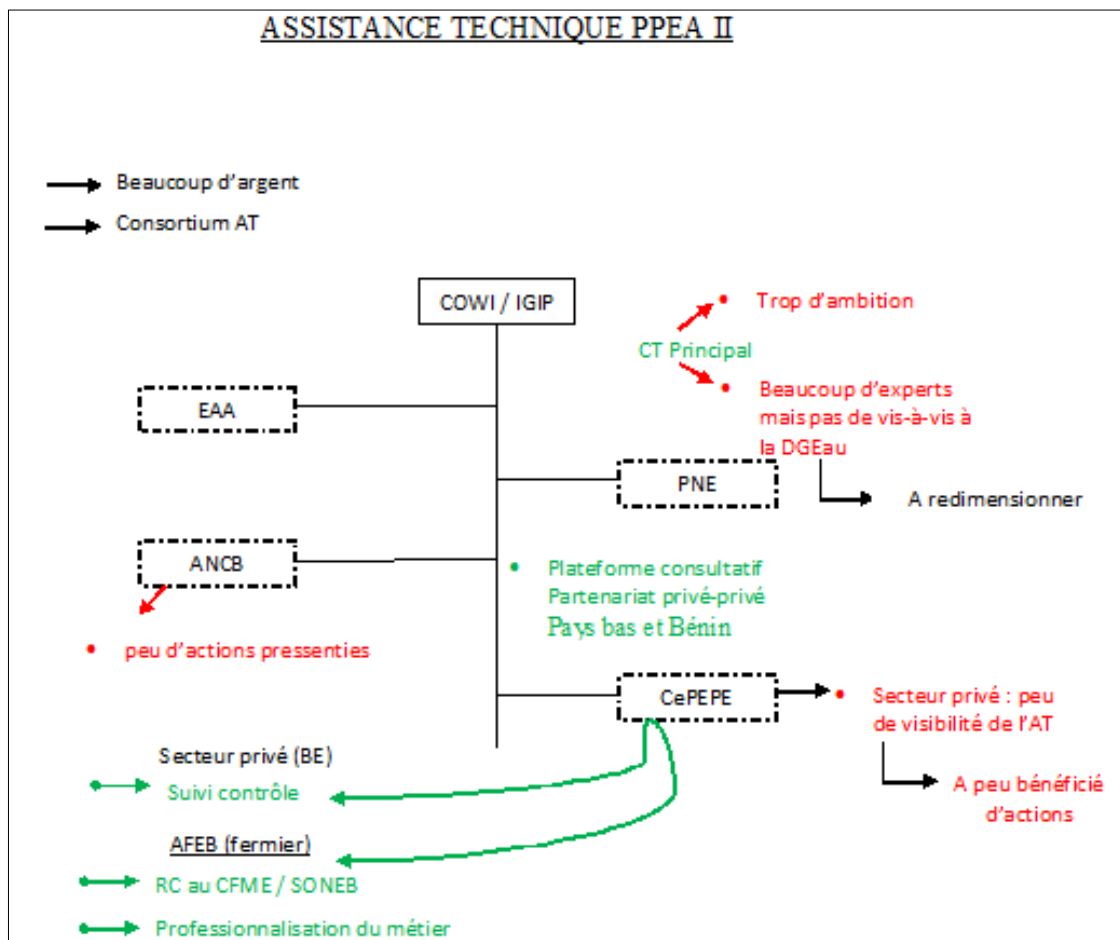 ASSISTANCE TECHNIQUE PPEA II
Beaucoup d'argent
Consortium AT
COWI / IGIP
• Trop d'ambition
CT Principal
• Beaucoup d'experts
mais pas de vis-à-vis à
la DGEau
EAA
PNE
A redimensionner
ANCB
• Plateforme consultatif
Partenariat privé-privé
Pays bas et Bénin
• peu d'actions pressenties
CePEPE
• Secteur privé : peu
de visibilité de l'AT
Secteur privé (BE)
Suivi contrôle
A peu bénéficié
d'actions
AFEB (fermier)
RC au CFME / SONEB
Professionnalisation du métier